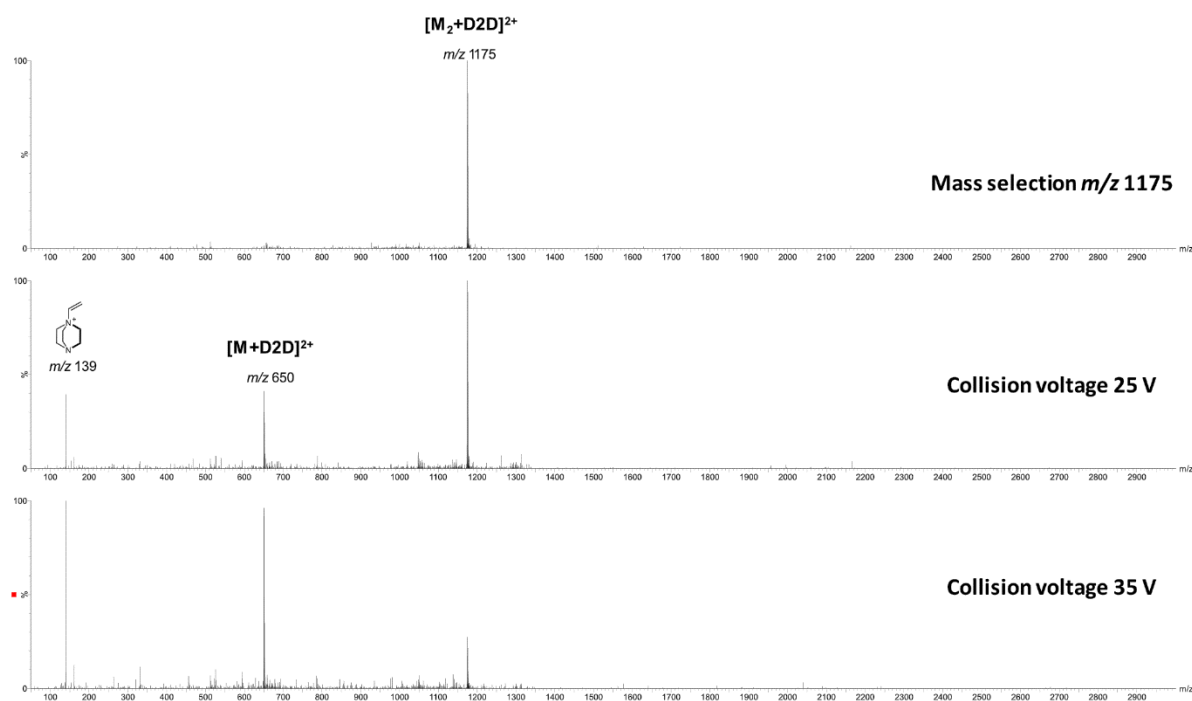 [M₂+D2D]²⁺
m/z 1175
100
%
0
100 200 300 400 500 600 700 800 900 1000 1100 1200 1300 1400 1500 1600 1700 1800 1900 2000 2100 2200 2300 2400 2500 2600 2700 2800 2900 m/z
Mass selection m/z 1175
100
%
0
N⁺
N
m/z 139
[M+D2D]²⁺
m/z 650
100 200 300 400 500 600 700 800 900 1000 1100 1200 1300 1400 1500 1600 1700 1800 1900 2000 2100 2200 2300 2400 2500 2600 2700 2800 2900 m/z
Collision voltage 25 V
100
%
0
100 200 300 400 500 600 700 800 900 1000 1100 1200 1300 1400 1500 1600 1700 1800 1900 2000 2100 2200 2300 2400 2500 2600 2700 2800 2900 m/z
Collision voltage 35 V